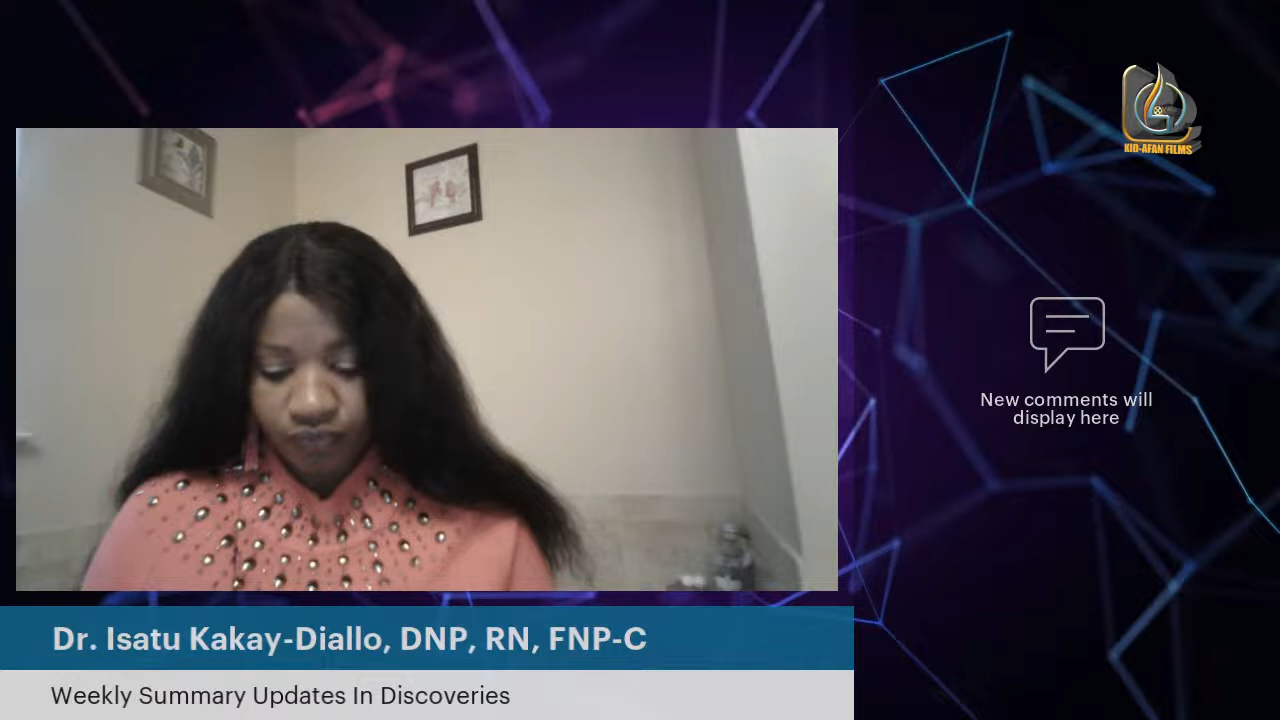 KID-AFAN FILMS
New comments will
display here
Dr. Isatu Kakay-Diallo, DNP, RN, FNP-C
Weekly Summary Updates In Discoveries